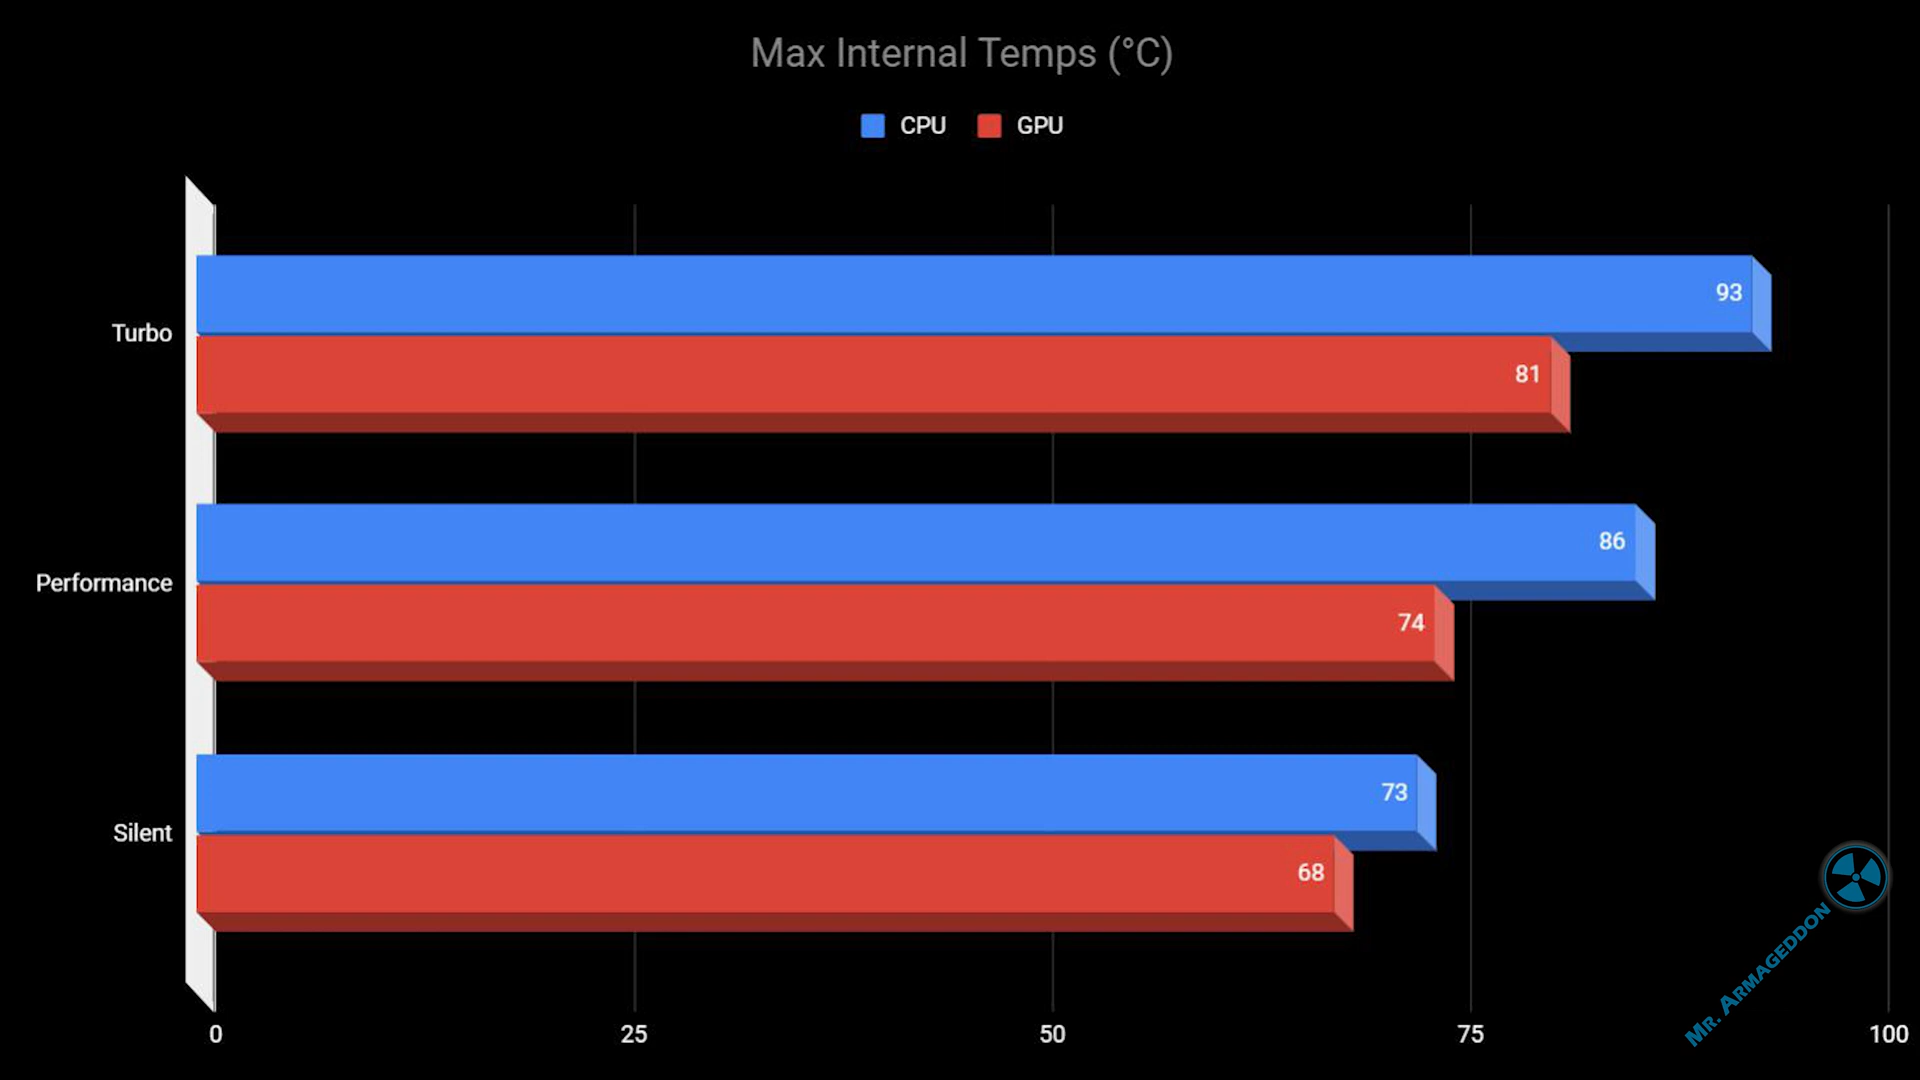 Max Internal Temps (°C)
CPU GPU
Turbo 93
81
Performance 86
74
Silent 73
68
0 25 50 75 100
MR. ARMAGEDDON